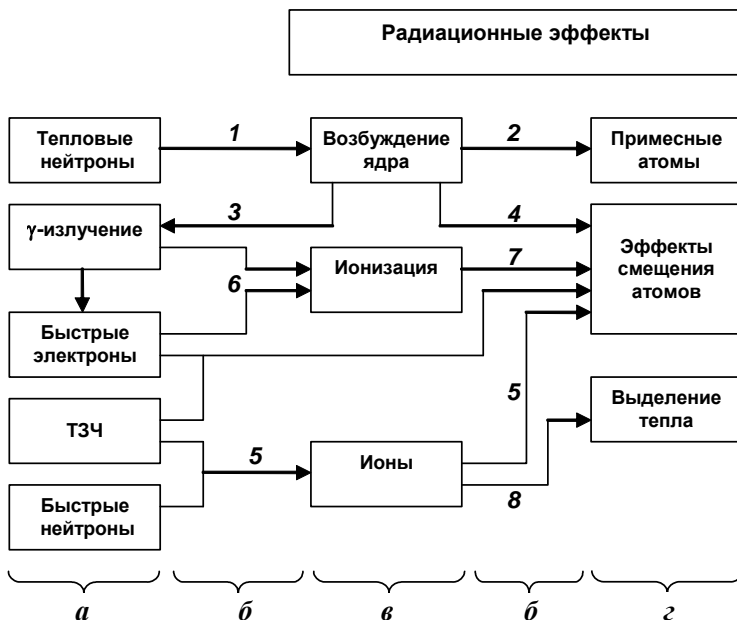 Радиационные эффекты
Тепловые
нейтроны
1
Возбуждение
ядра
2
Примесные
атомы
γ-излучение
3
4
Эффекты
смещения
атомов
Ионизация
7
6
Быстрые
электроны
ТЗЧ
5
Выделение
тепла
5
Ионы
8
Быстрые
нейтроны
а
б
в
б
г